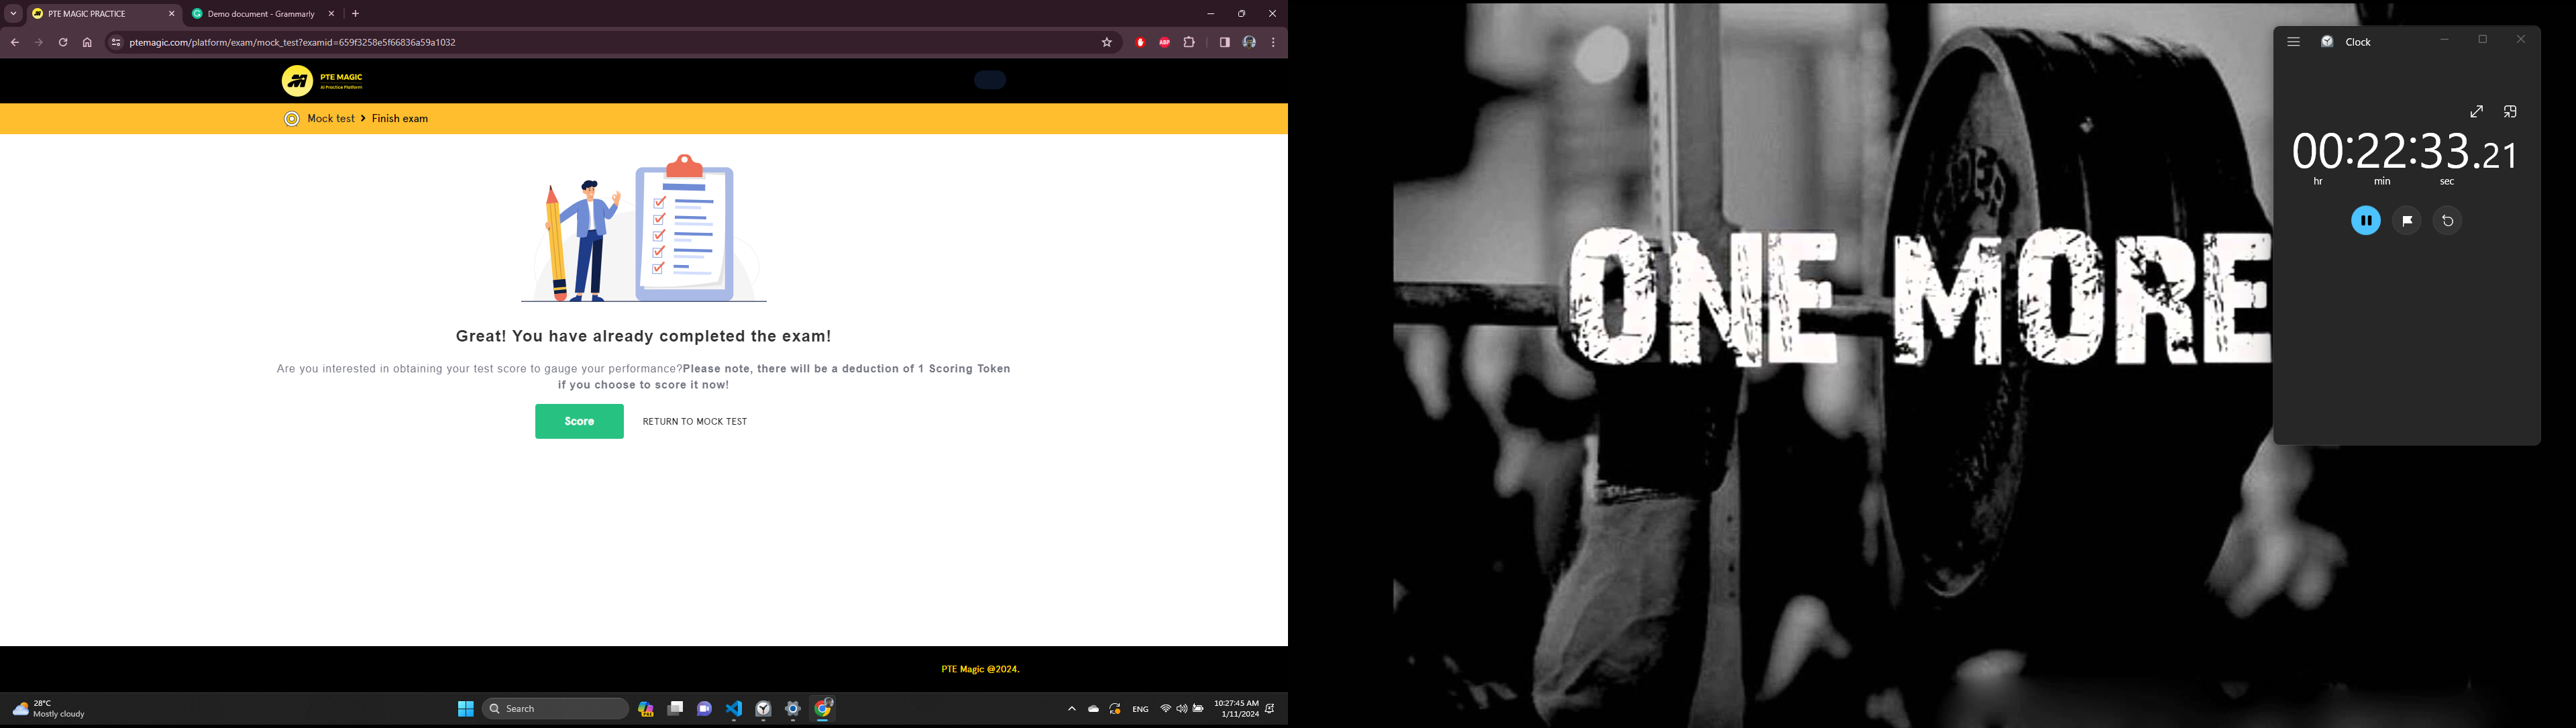 PTE MAGIC PRACTICE
Demo document - Grammarly
ptemagic.com/platform/exam/mock_test?examid=659f3258e5f66836a59a1032
ABP
PTE MAGIC
AI Practice Platform
Mock test > Finish exam
Great! You have already completed the exam!
Are you interested in obtaining your test score to gauge your performance?Please note, there will be a deduction of 1 Scoring Token
if you choose to score it now!
Score
RETURN TO MOCK TEST
PTE Magic @2024.
28°C
Mostly cloudy
Search
ENG
10:27:45 AM
1/11/2024
Clock
00:22:33.21
hr
min
sec
ONE MORE